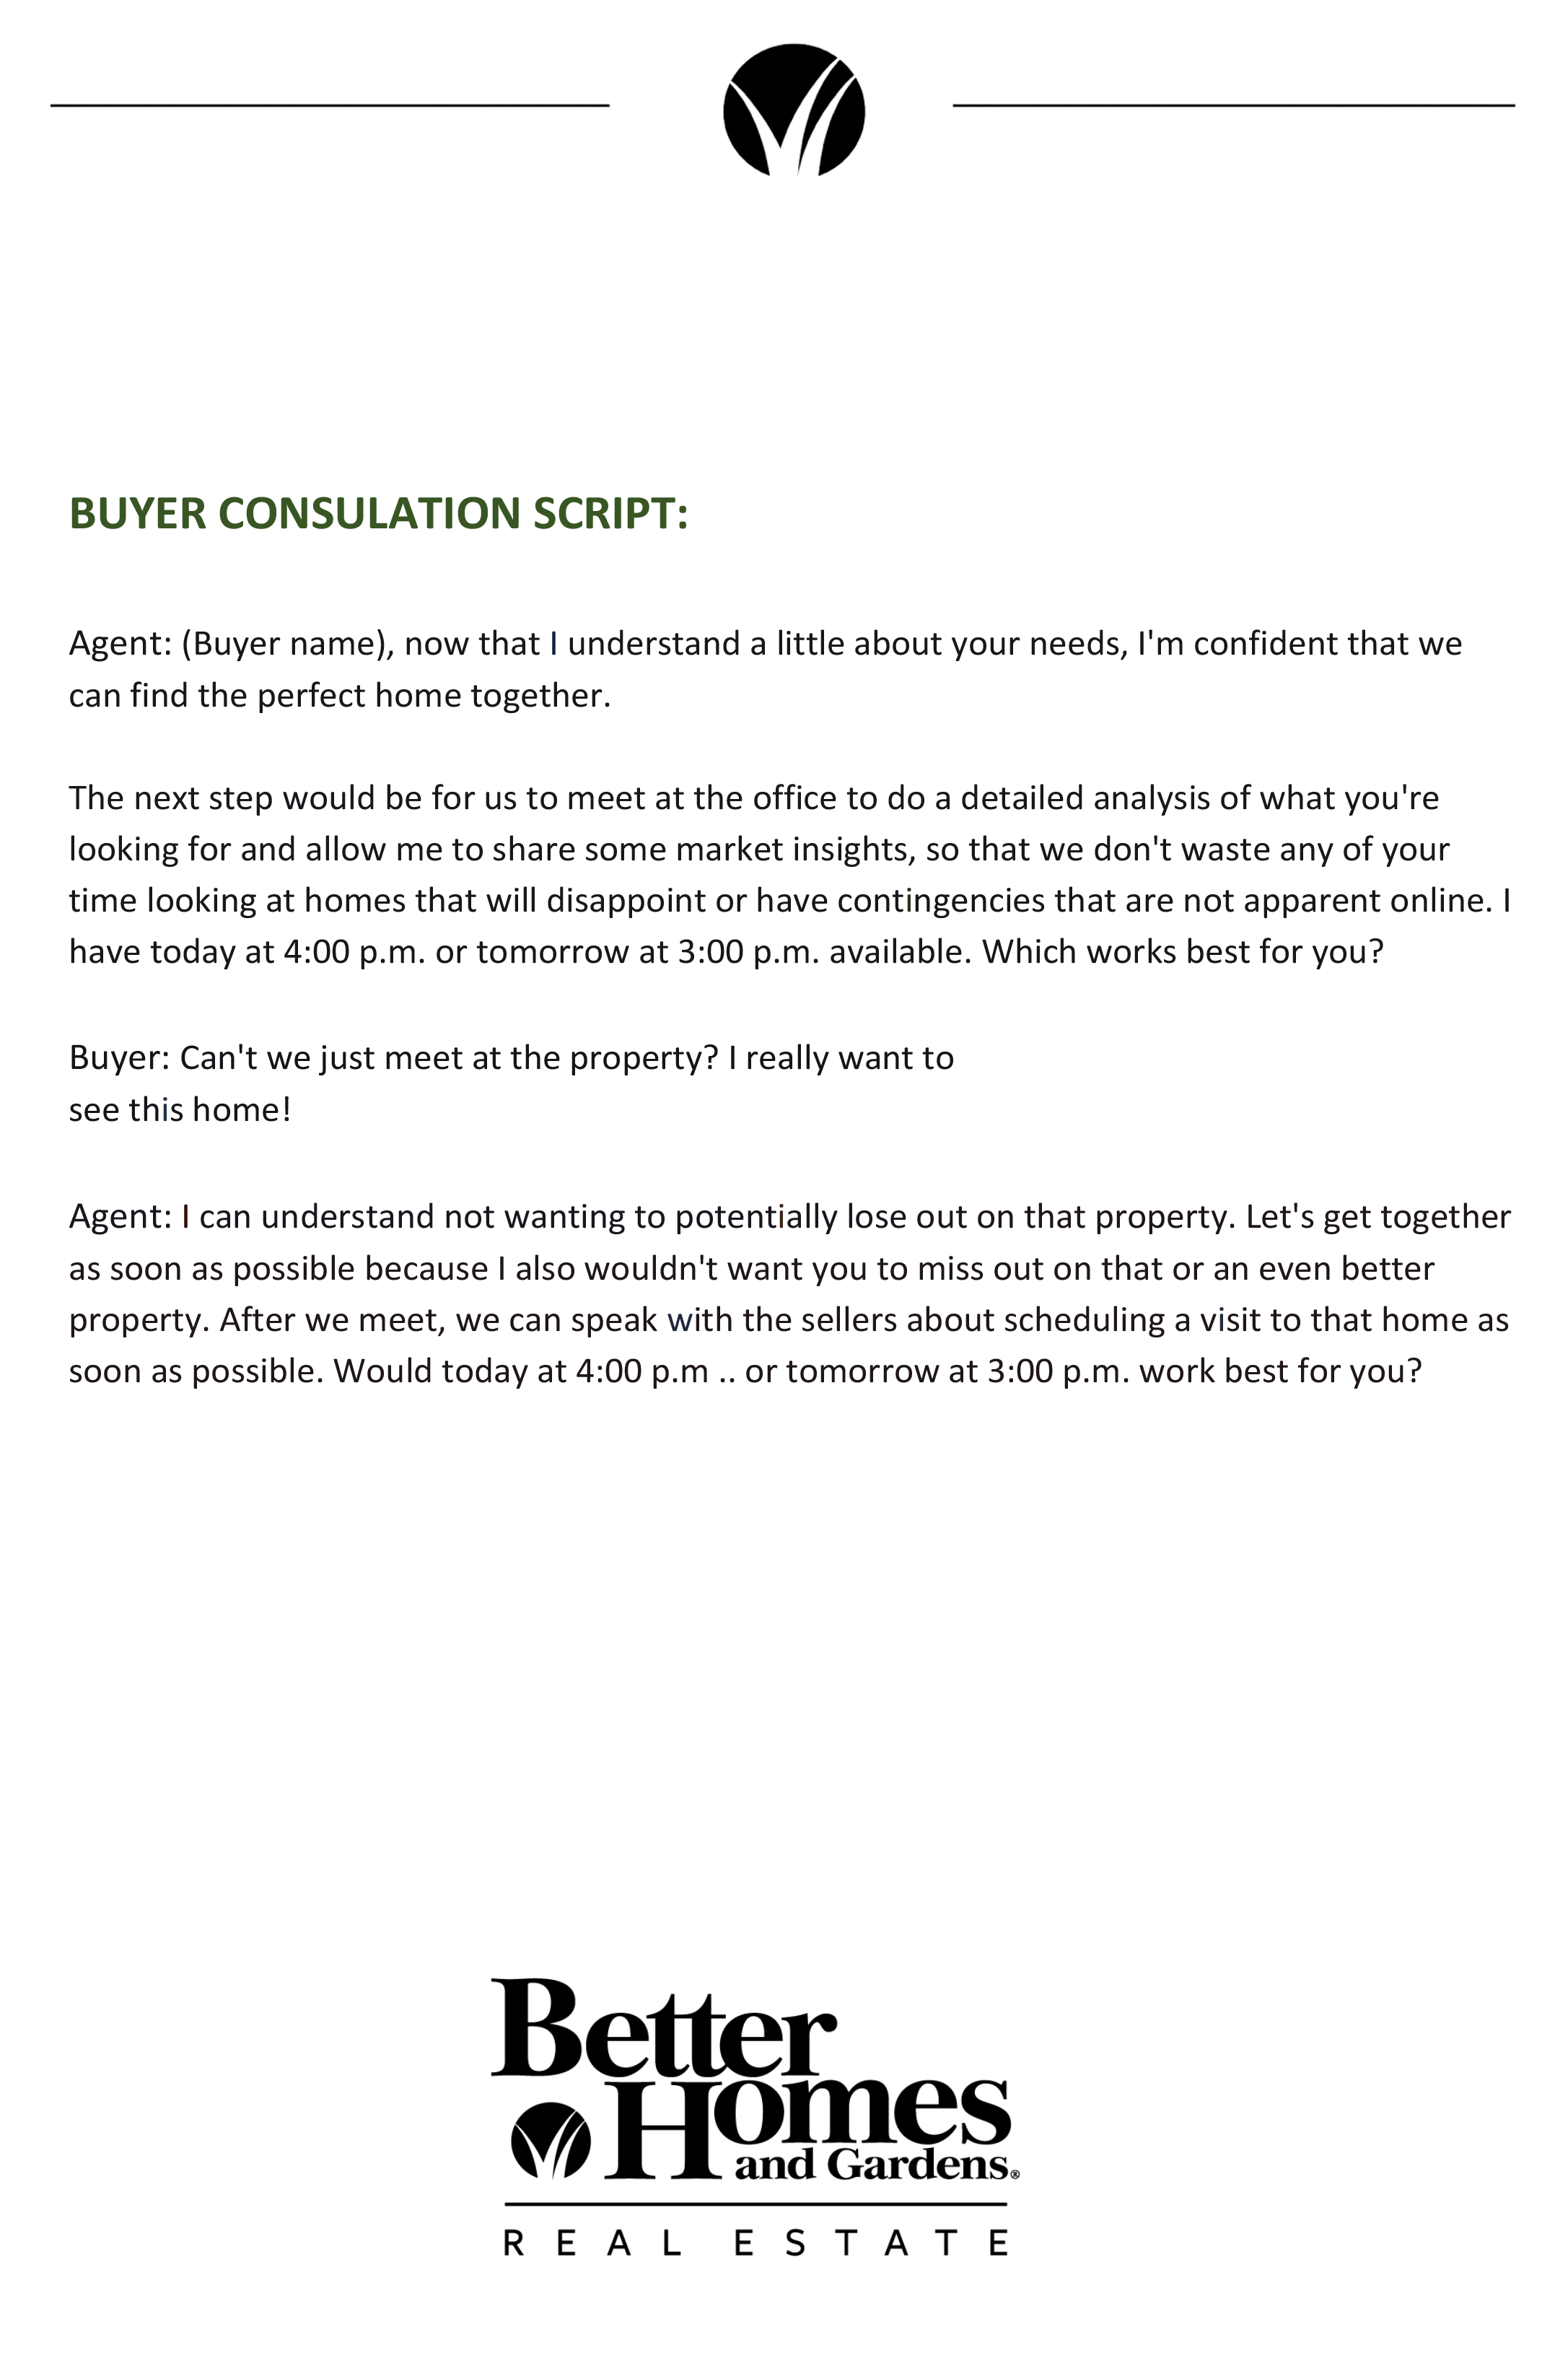 BUYER CONSULATION SCRIPT:
Agent: (Buyer name), now that I understand a little about your needs, I'm confident that we
can find the perfect home together.
The next step would be for us to meet at the office to do a detailed analysis of what you're
looking for and allow me to share some market insights, so that we don't waste any of your
time looking at homes that will disappoint or have contingencies that are not apparent online. I
have today at 4:00 p.m. or tomorrow at 3:00 p.m. available. Which works best for you?
Buyer: Can't we just meet at the property? I really want to
see this home!
Agent: I can understand not wanting to potentially lose out on that property. Let's get together
as soon as possible because I also wouldn't want you to miss out on that or an even better
property. After we meet, we can speak with the sellers about scheduling a visit to that home as
soon as possible. Would today at 4:00 p.m .. or tomorrow at 3:00 p.m. work best for you?
Better
Homes
and Gardens®
REAL ESTATE